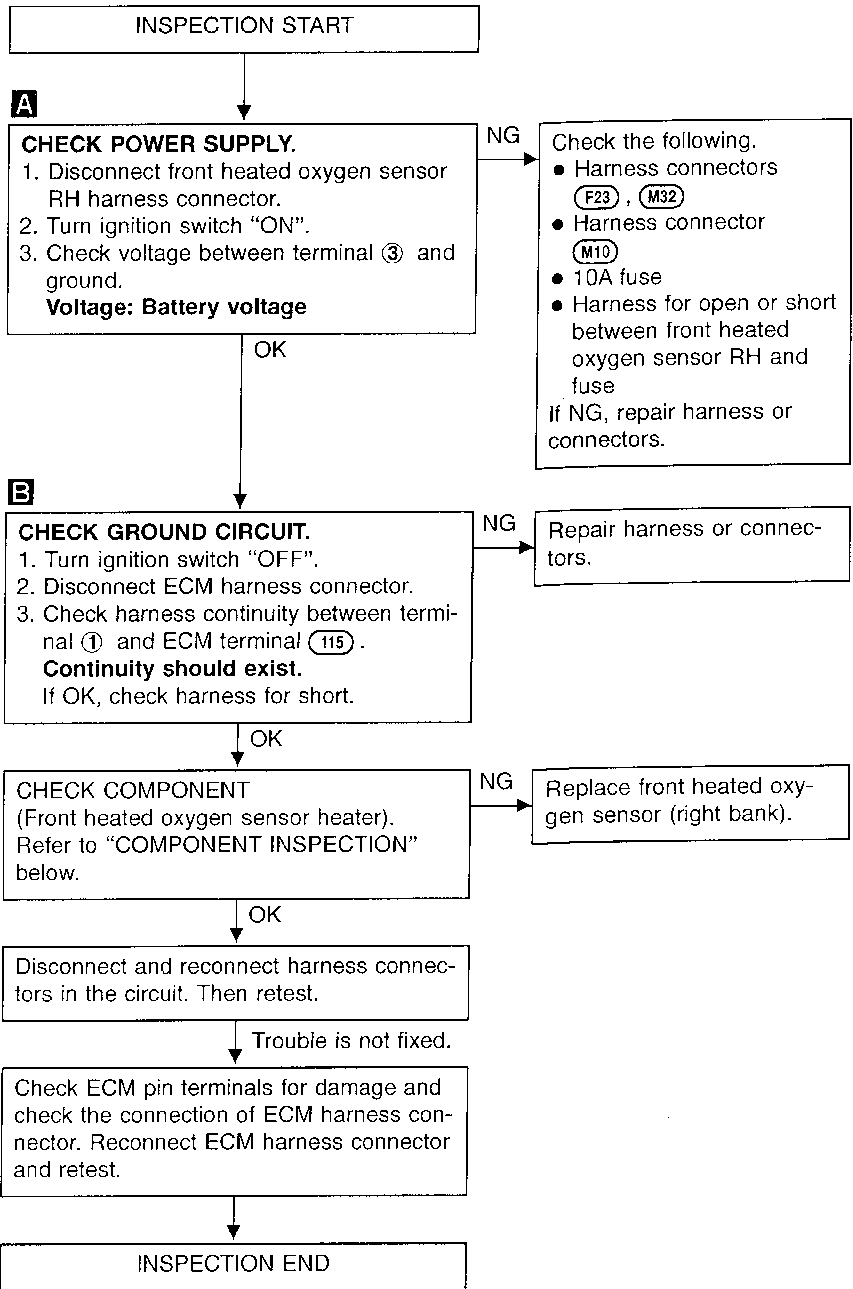 INSPECTION START
A
CHECK POWER SUPPLY.
1. Disconnect front heated oxygen sensor
RH harness connector.
2. Turn ignition switch “ON”.
3. Check voltage between terminal ③ and
ground.
Voltage: Battery voltage
NG
Check the following.
● Harness connectors
F23 , M32
● Harness connector
M10
● 10A fuse
● Harness for open or short
between front heated
oxygen sensor RH and
fuse
If NG, repair harness or
connectors.
OK
B
CHECK GROUND CIRCUIT.
1. Turn ignition switch “OFF”.
2. Disconnect ECM harness connector.
3. Check harness continuity between termi-
nal ① and ECM terminal 115 .
Continuity should exist.
If OK, check harness for short.
NG
Repair harness or connec-
tors.
OK
CHECK COMPONENT
(Front heated oxygen sensor heater).
Refer to “COMPONENT INSPECTION”
below.
NG
Replace front heated oxy-
gen sensor (right bank).
OK
Disconnect and reconnect harness connec-
tors in the circuit. Then retest.
Trouble is not fixed.
Check ECM pin terminals for damage and
check the connection of ECM harness con-
nector. Reconnect ECM harness connector
and retest.
INSPECTION END